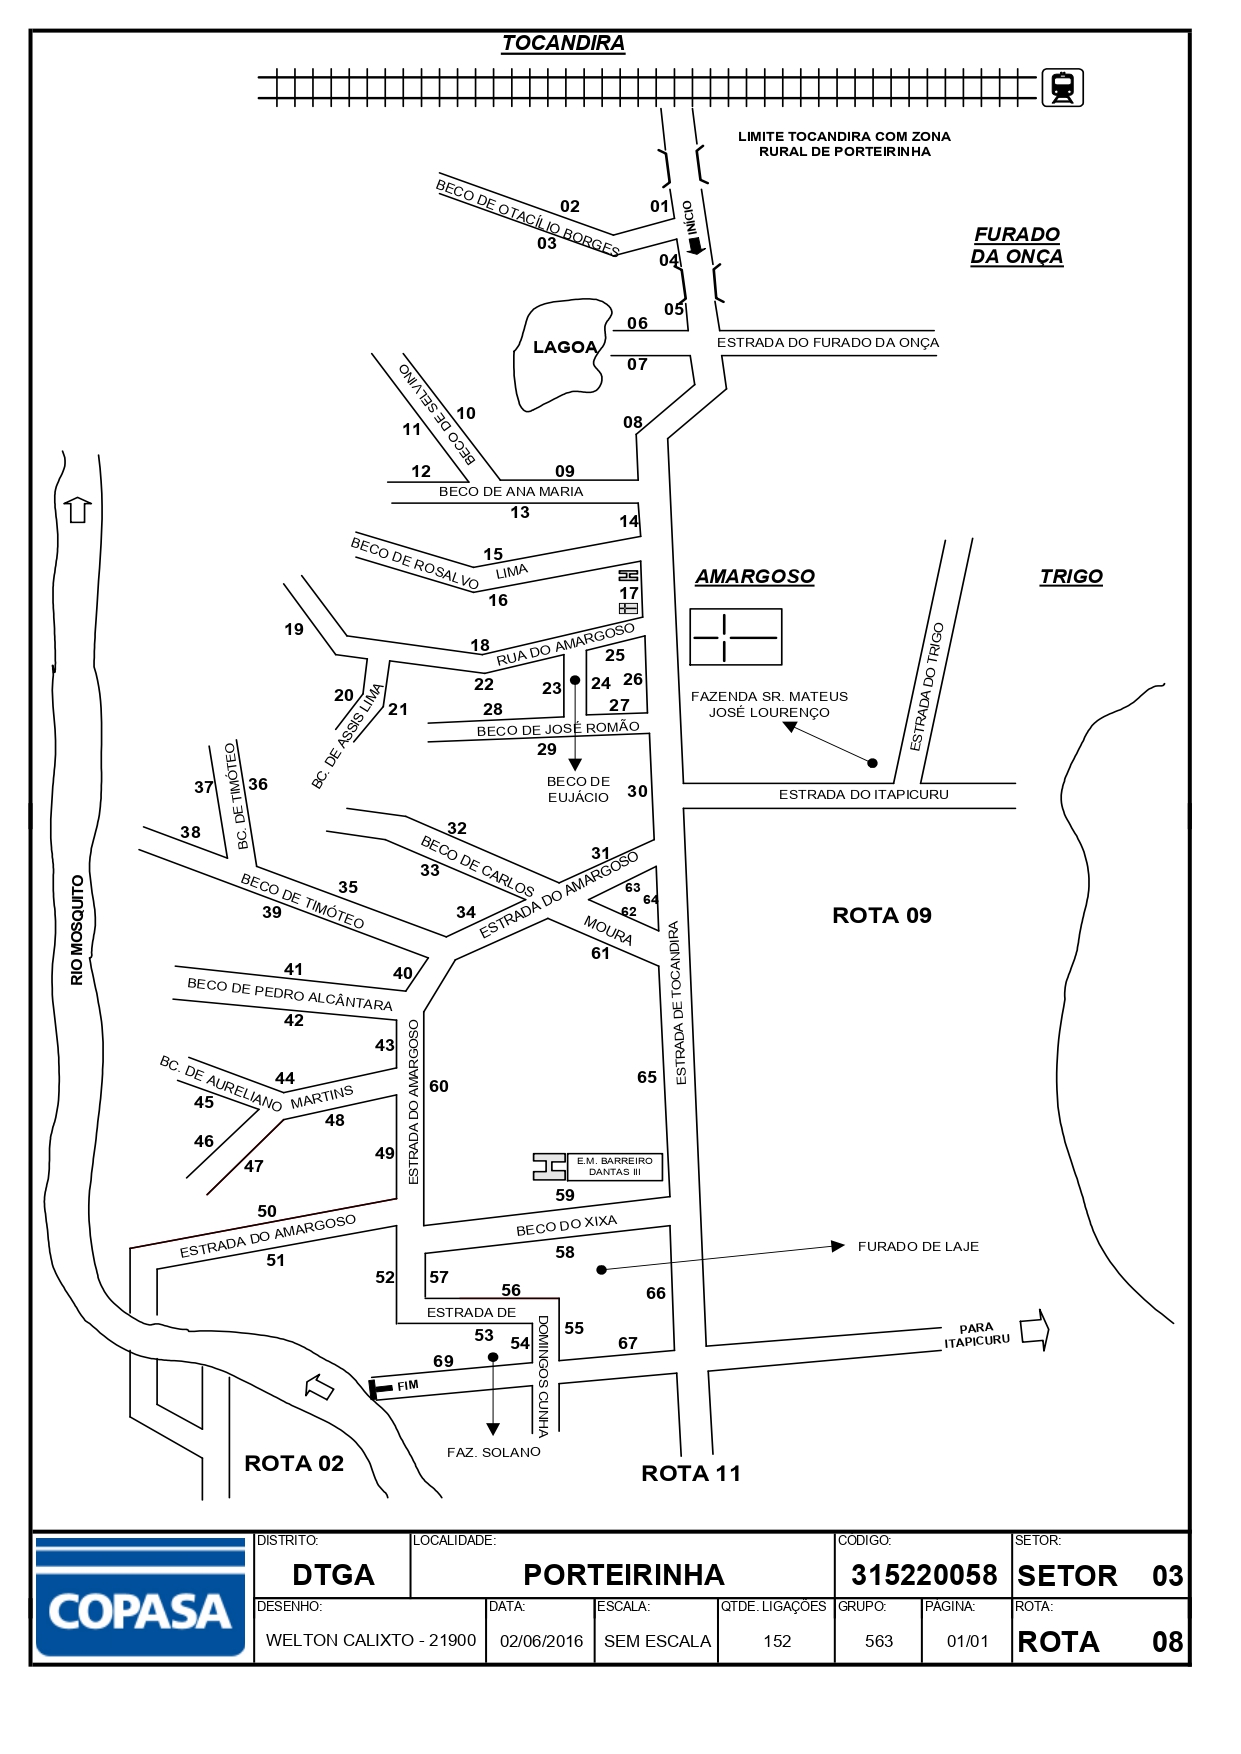 TOCANDIRA
LIMITE TOCANDIRA COM ZONA
RURAL DE PORTEIRINHA
BECO DE OTACÍLIO BORGES
02
03
01
INÍCIO
04
FURADO
DA ONÇA
05
06
LAGOA
07
ESTRADA DO FURADO DA ONÇA
08
BECO DE SELVINO
10
11
12
09
BECO DE ANA MARIA
13
14
BECO DE ROSALVO
LIMA
15
16
17
AMARGOSO
TRIGO
19
18
RUA DO AMARGOSO
22
20
21
BC. DE ASSIS LIMA
23
24
25
26
27
28
BECO DE JOSÉ ROMÃO
29
BECO DE
EUJÁCIO
30
FAZENDA SR. MATEUS
JOSÉ LOURENÇO
ESTRADA DO TRIGO
ESTRADA DO ITAPICURU
37
36
BC. DE TIMÓTEO
38
35
BECO DE TIMÓTEO
39
32
BECO DE CARLOS
33
31
ESTRADA DO AMARGOSO
34
63
64
62
MOURA
61
ROTA 09
RIO MOSQUITO
ESTRADA DE TOCANDIRA
41
40
BECO DE PEDRO ALCÂNTARA
42
43
ESTRADA DO AMARGOSO
60
65
44
BC. DE AURELIANO
MARTINS
45
48
46
47
49
E.M. BARREIRO
DANTAS III
50
ESTRADA DO AMARGOSO
51
59
BECO DO XIXA
58
FURADO DE LAJE
52
57
56
66
ESTRADA DE
DOMINGOS CUNHA
53
54
55
67
69
FIM
PARA
ITAPICURU
FAZ. SOLANO
ROTA 02
ROTA 11
COPASA
DISTRITO:
DTGA
LOCALIDADE:
PORTEIRINHA
CODIGO:
315220058
SETOR:
SETOR 03
DESENHO:
WELTON CALIXTO - 21900
DATA:
02/06/2016
ESCALA:
SEM ESCALA
QTDE. LIGAÇÕES
152
GRUPO:
563
PÁGINA:
01/01
ROTA:
ROTA 08